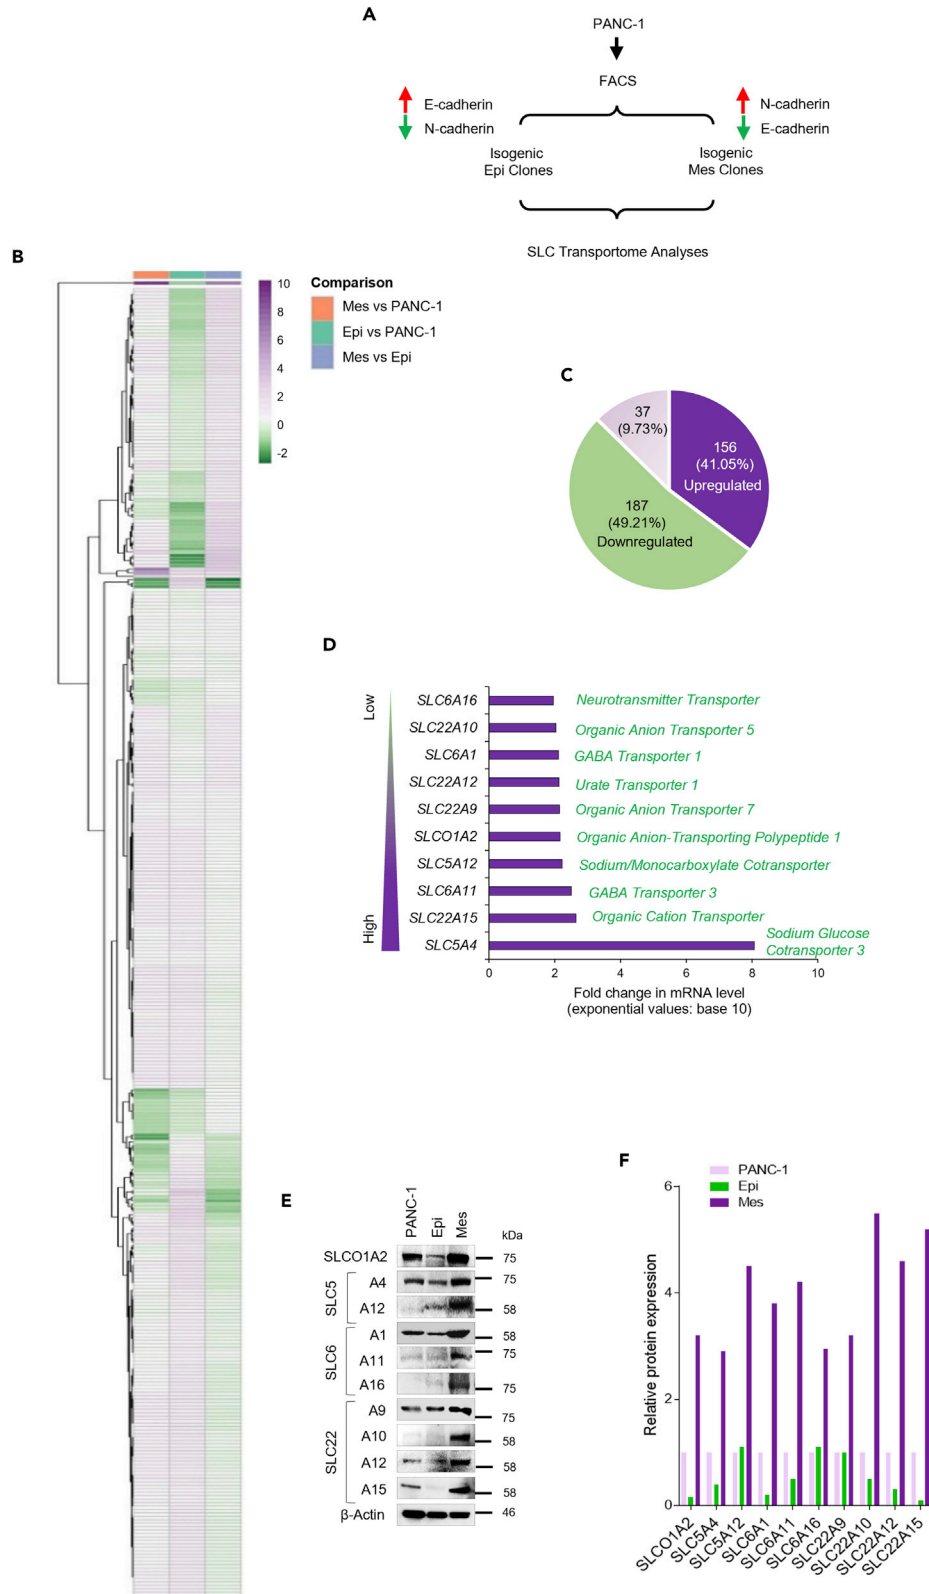 A
PANC-1
FACS
E-cadherin
N-cadherin
N-cadherin
E-cadherin
Isogenic
Epi Clones
Isogenic
Mes Clones
SLC Transportome Analyses
B
10
8
6
4
2
0
-2
Comparison
Mes vs PANC-1
Epi vs PANC-1
Mes vs Epi
C
37
(9.73%)
156
(41.05%)
Upregulated
187
(49.21%)
Downregulated
D
Low
High
SLC6A16
Neurotransmitter Transporter
SLC22A10
Organic Anion Transporter 5
SLC6A1
GABA Transporter 1
SLC22A12
Urate Transporter 1
SLC22A9
Organic Anion Transporter 7
SLCO1A2
Organic Anion-Transporting Polypeptide 1
SLC5A12
Sodium/Monocarboxylate Cotransporter
SLC6A11
GABA Transporter 3
SLC22A15
Organic Cation Transporter
SLC5A4
Sodium Glucose
Cotransporter 3
0 2 4 6 8 10
Fold change in mRNA level
(exponential values: base 10)
E
PANC-1
Epi
Mes
kDa
SLCO1A2
75
SLC5
A4
75
A12
58
SLC6
A1
58
A11
75
A16
75
SLC22
A9
75
A10
58
A12
58
A15
58
β-Actin
46
F
PANC-1
Epi
Mes
Relative protein expression
6
4
2
0
SLCO1A2
SLC5A4
SLC5A12
SLC6A1
SLC6A11
SLC6A16
SLC22A9
SLC22A10
SLC22A12
SLC22A15